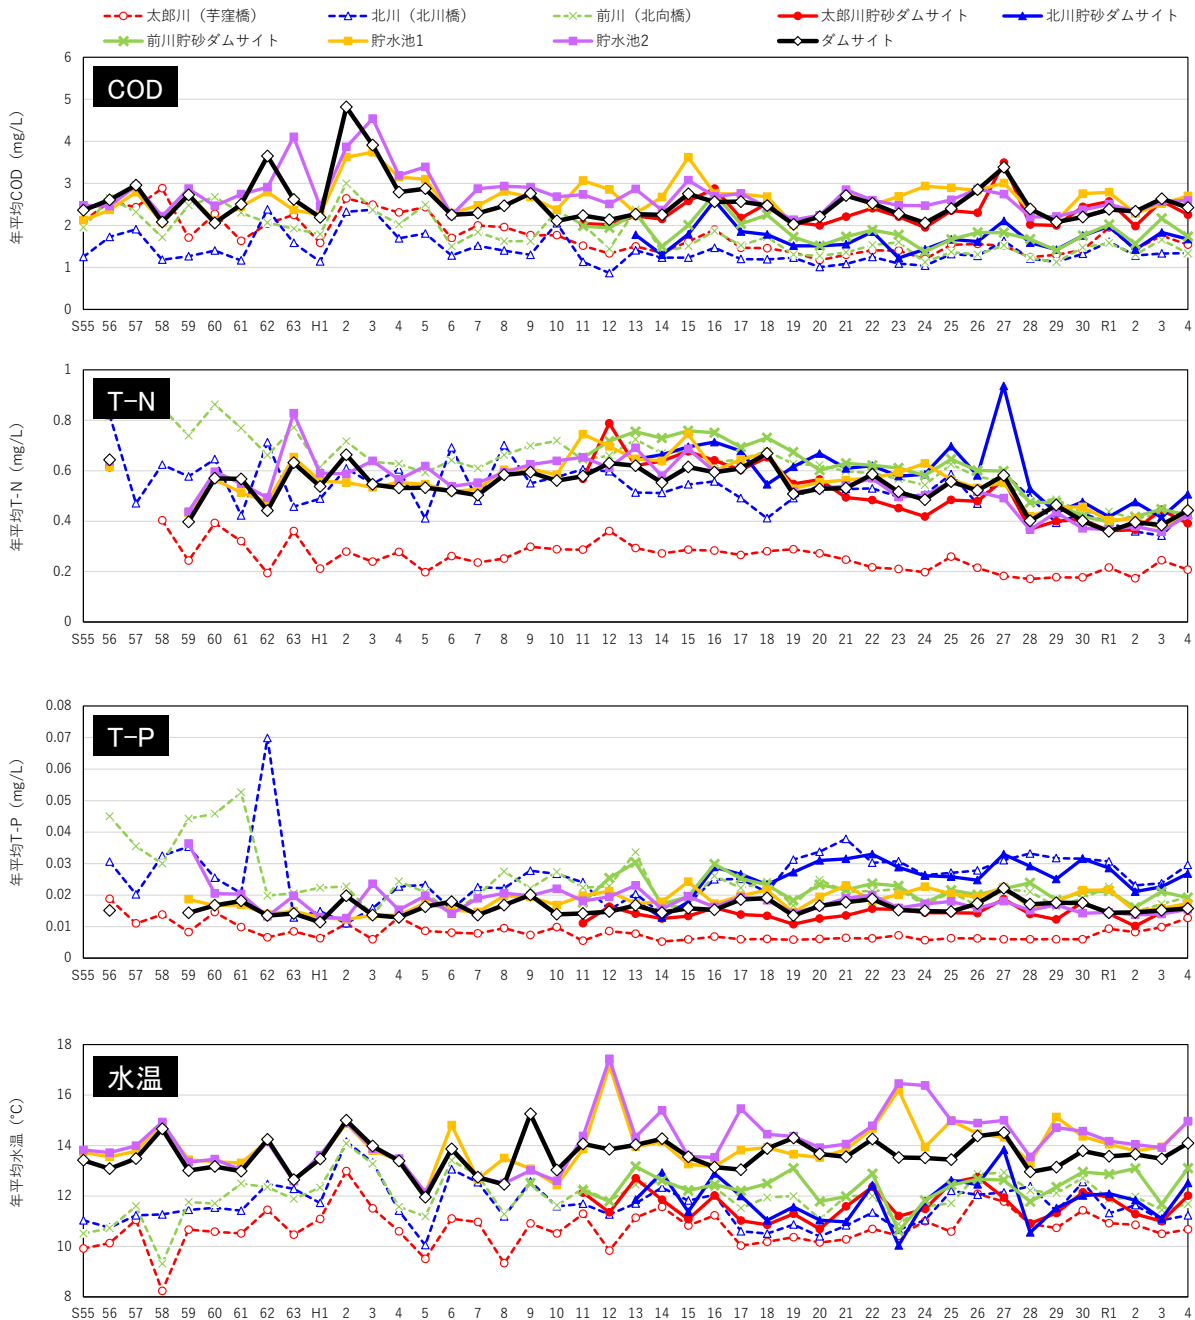 太郎川（芋窪橋） 北川（北川橋） 前川（北向橋） 太郎川貯砂ダムサイト 北川貯砂ダムサイト
前川貯砂ダムサイト 貯水池1 貯水池2 ダムサイト
COD
年平均COD（mg/L）
6
5
4
3
2
1
0
S55 56 57 58 59 60 61 62 63 H1 2 3 4 5 6 7 8 9 10 11 12 13 14 15 16 17 18 19 20 21 22 23 24 25 26 27 28 29 30 R1 2 3 4
T-N
年平均T-N（mg/L）
1
0.8
0.6
0.4
0.2
0
S55 56 57 58 59 60 61 62 63 H1 2 3 4 5 6 7 8 9 10 11 12 13 14 15 16 17 18 19 20 21 22 23 24 25 26 27 28 29 30 R1 2 3 4
T-P
年平均T-P（mg/L）
0.08
0.07
0.06
0.05
0.04
0.03
0.02
0.01
0
S55 56 57 58 59 60 61 62 63 H1 2 3 4 5 6 7 8 9 10 11 12 13 14 15 16 17 18 19 20 21 22 23 24 25 26 27 28 29 30 R1 2 3 4
水温
年平均水温（℃）
18
16
14
12
10
8
S55 56 57 58 59 60 61 62 63 H1 2 3 4 5 6 7 8 9 10 11 12 13 14 15 16 17 18 19 20 21 22 23 24 25 26 27 28 29 30 R1 2 3 4